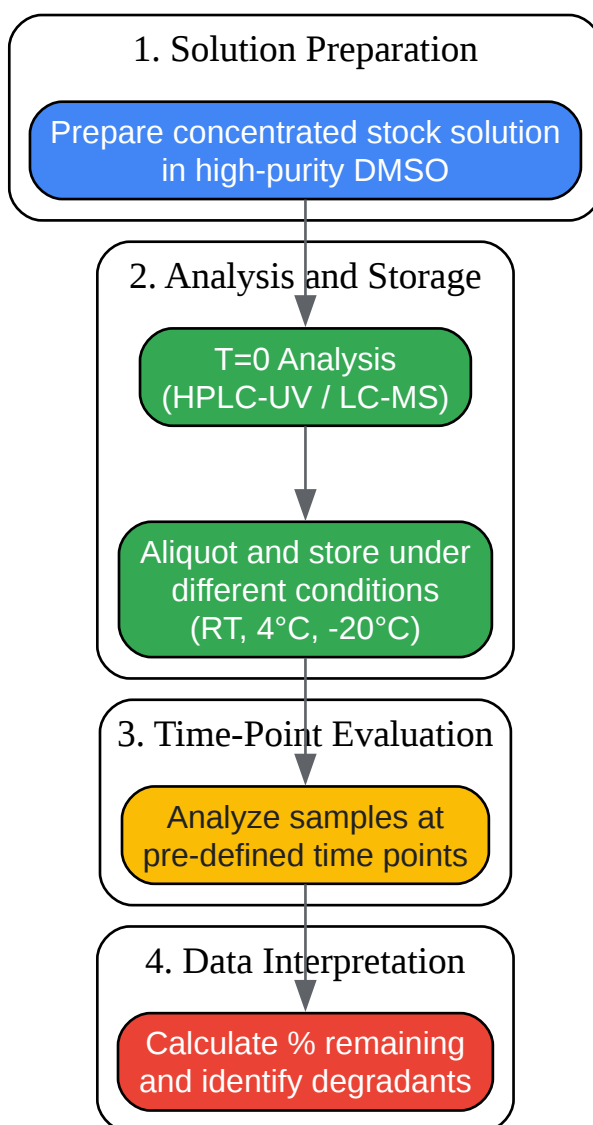 1. Solution Preparation
Prepare concentrated stock solution
in high-purity DMSO
2. Analysis and Storage
T=0 Analysis
(HPLC-UV / LC-MS)
Aliquot and store under
different conditions
(RT, 4°C, -20°C)
3. Time-Point Evaluation
Analyze samples at
pre-defined time points
4. Data Interpretation
Calculate % remaining
and identify degradants